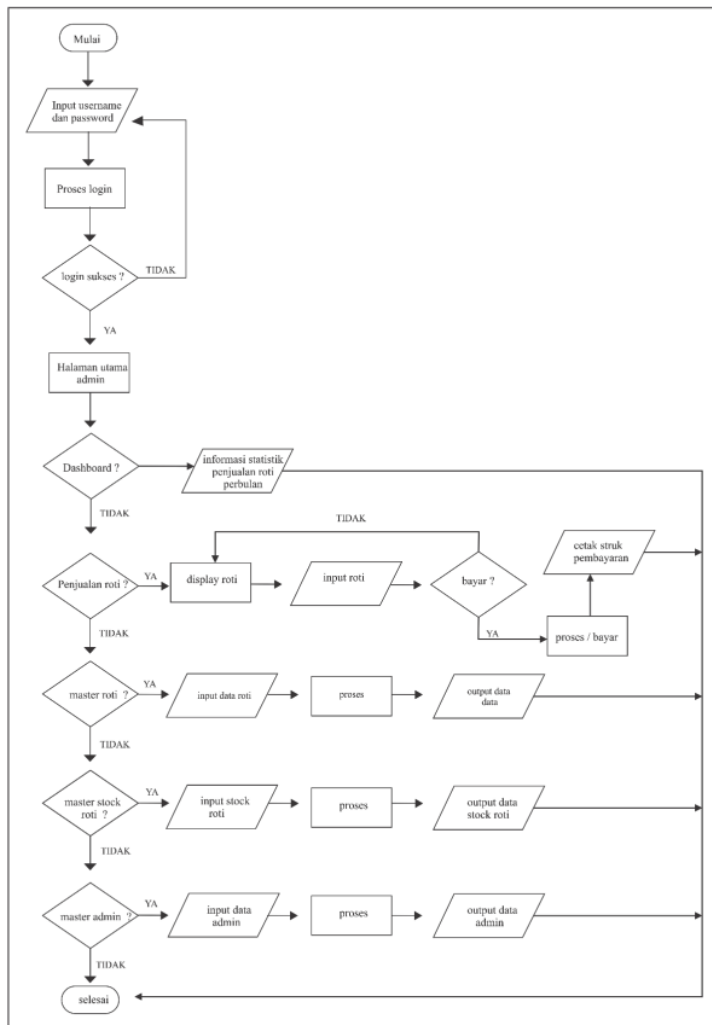 Mulai
Input username
dan password
Proses login
login sukses ?
TIDAK
YA
Halaman utama
admin
Dashboard ?
informasi statistik
penjualan roti
perbulan
TIDAK
TIDAK
Penjualan roti ?
YA
display roti
input roti
bayar ?
cetak struk
pembayaran
YA
proses / bayar
TIDAK
master roti ?
YA
input data roti
proses
output data
data
TIDAK
master stock
roti ?
YA
input stock
roti
proses
output data
stock roti
TIDAK
master admin ?
YA
input data
admin
proses
output data
admin
TIDAK
selesai